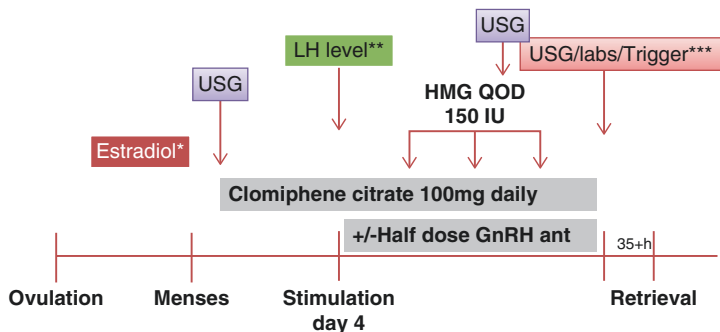 USG
USG
LH level**
USG/labs/Trigger***
HMG QOD
150 IU
Estradiol*
Clomiphene citrate 100mg daily
+/-Half dose GnRH ant
35+h
Ovulation
Menses
Stimulation
day 4
Retrieval